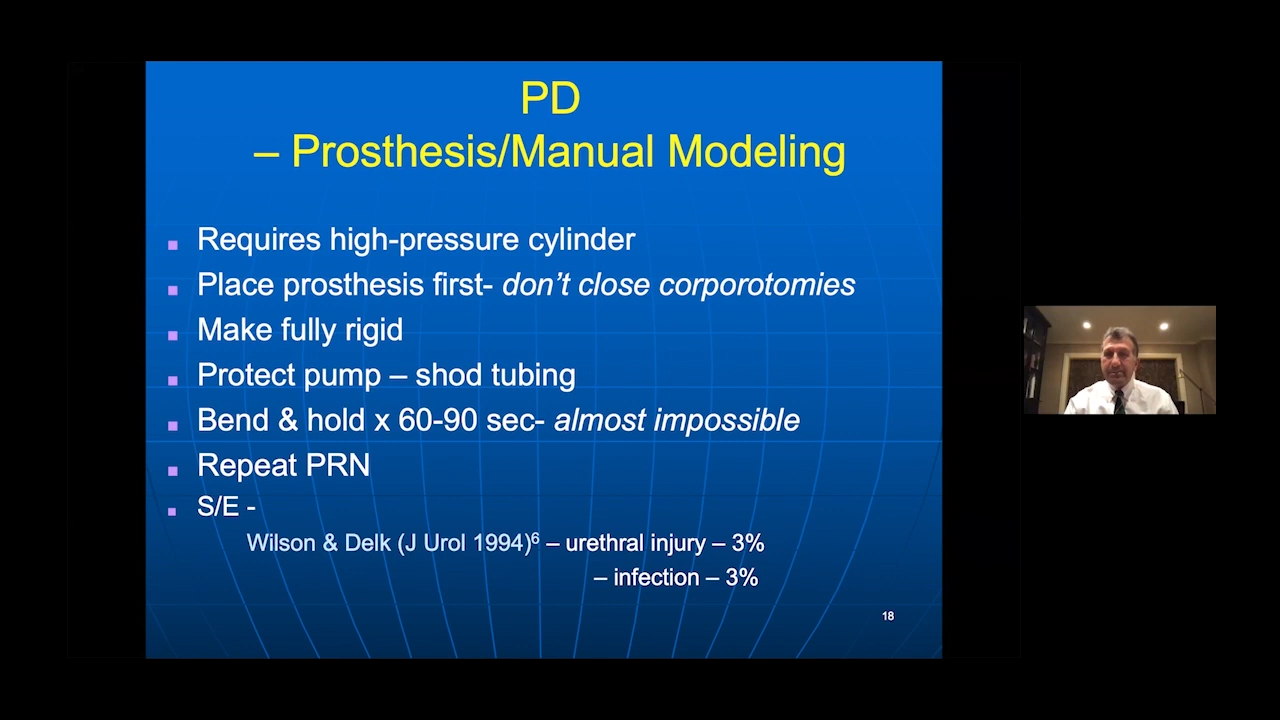 PD
– Prosthesis/Manual Modeling
Requires high-pressure cylinder
Place prosthesis first- don't close corporotomies
Make fully rigid
Protect pump – shod tubing
Bend & hold x 60-90 sec- almost impossible
Repeat PRN
S/E -
Wilson & Delk (J Urol 1994)6 – urethral injury – 3%
– infection – 3%
18